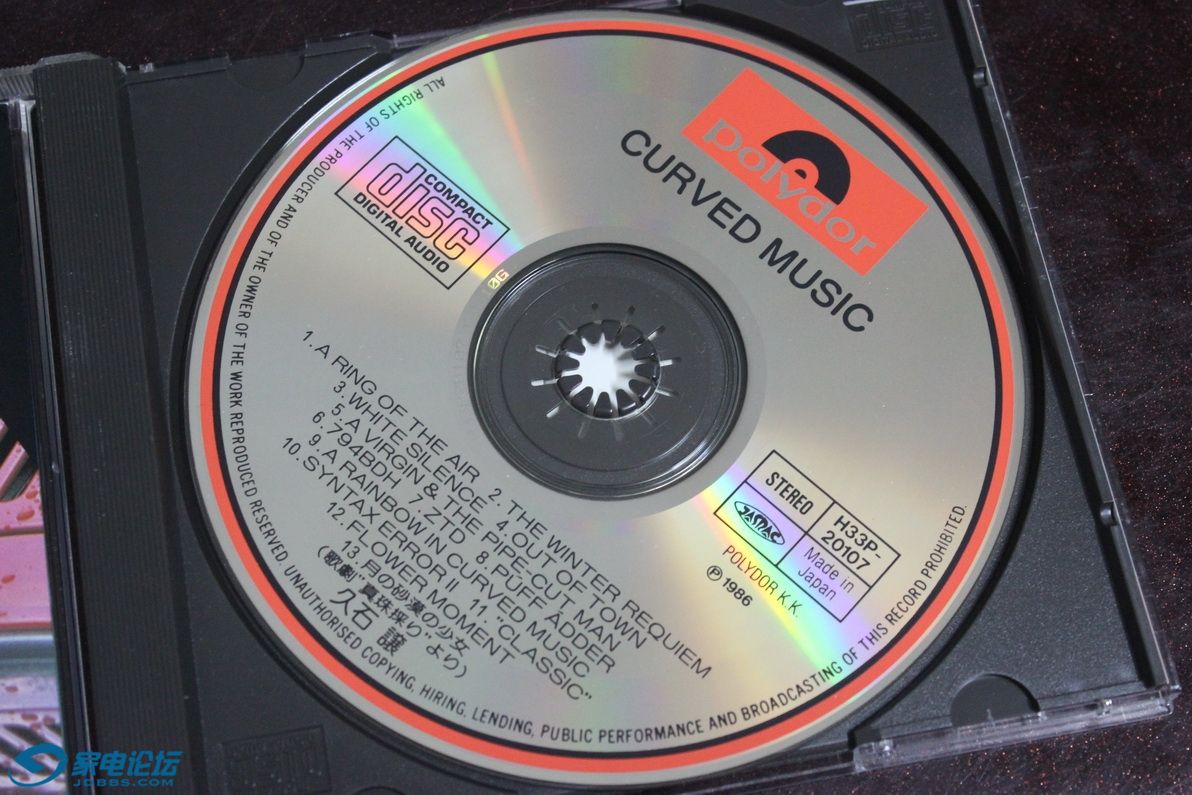 polydor
CURVED MUSIC
COMPACT
disc
DIGITAL AUDIO
STEREO
H33P-
20107
JASRAC
Made in
Japan
POLYDOR K.K.
Ⓟ 1986
1. A RING OF THE AIR 2. THE WINTER REQUIEM
3. WHITE SILENCE 4. OUT OF TOWN
5. A VIRGIN & THE PIPE-CUT MAN
6. 794BDH 7. ZTD 8. PUFF ADDER
9. A RAINBOW IN CURVED MUSIC
10. SYNTAX ERROR II 11. "CLASSIC"
12. FLOWER MOMENT
13. 月の砂漠の少女
(歌劇"真珠採り"より)
久石 譲
ALL RIGHTS OF THE PRODUCER AND OF THE OWNER OF THE WORK REPRODUCED RESERVED. UNAUTHORISED COPYING, HIRING, LENDING, PUBLIC PERFORMANCE AND BROADCASTING OF THIS RECORD PROHIBITED.
家电论坛
JDBBS.COM